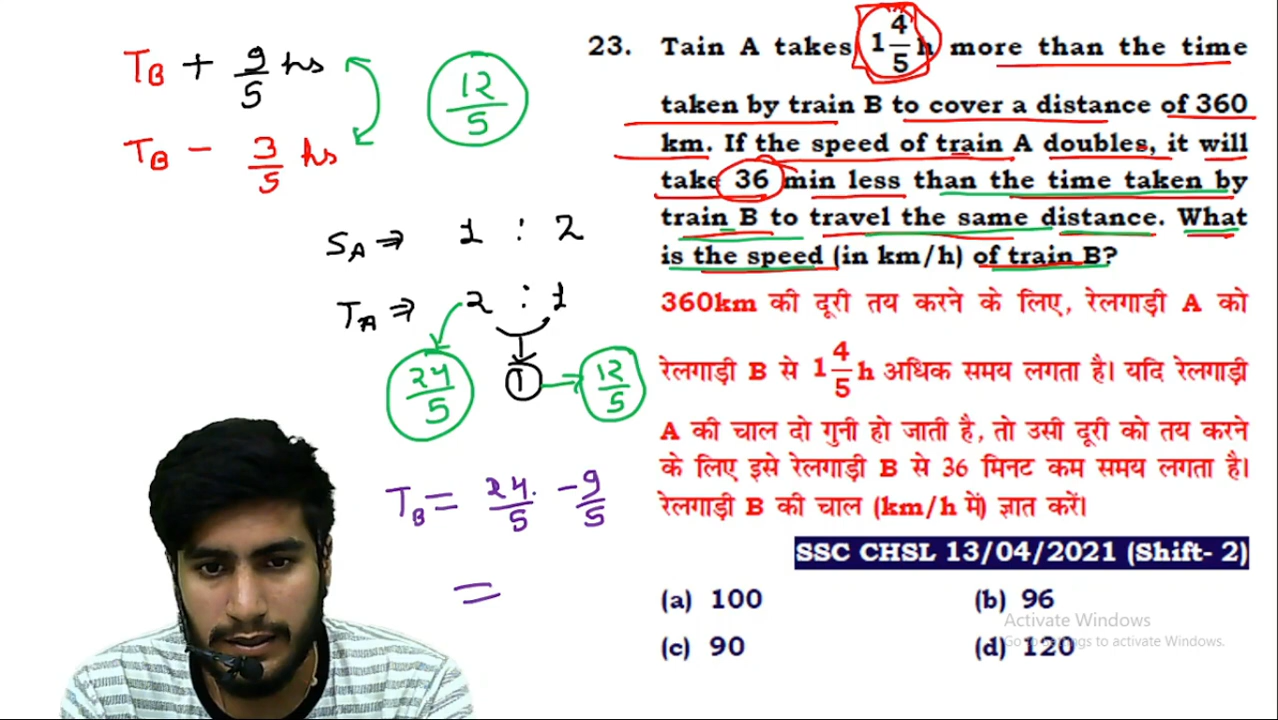 T_B + 9/5 hs
12/5
T_B - 3/5 hs
S_A ⇒ 1 : 2
T_A ⇒ 2 : 1
24/5 1 12/5
T_B = 24/5 - 9/5
=
23. Tain A takes 1 4/5 h more than the time
taken by train B to cover a distance of 360
km. If the speed of train A doubles, it will
take 36 min less than the time taken by
train B to travel the same distance. What
is the speed (in km/h) of train B?
360km की दूरी तय करने के लिए, रेलगाड़ी A को
रेलगाड़ी B से 1 4/5 h अधिक समय लगता है। यदि रेलगाड़ी
A की चाल दो गुनी हो जाती है, तो उसी दूरी को तय करने
के लिए इसे रेलगाड़ी B से 36 मिनट कम समय लगता है।
रेलगाड़ी B की चाल (km/h में) ज्ञात करें।
SSC CHSL 13/04/2021 (Shift- 2)
(a) 100 (b) 96
(c) 90 (d) 120
Activate Windows
Go to Settings to activate Windows.